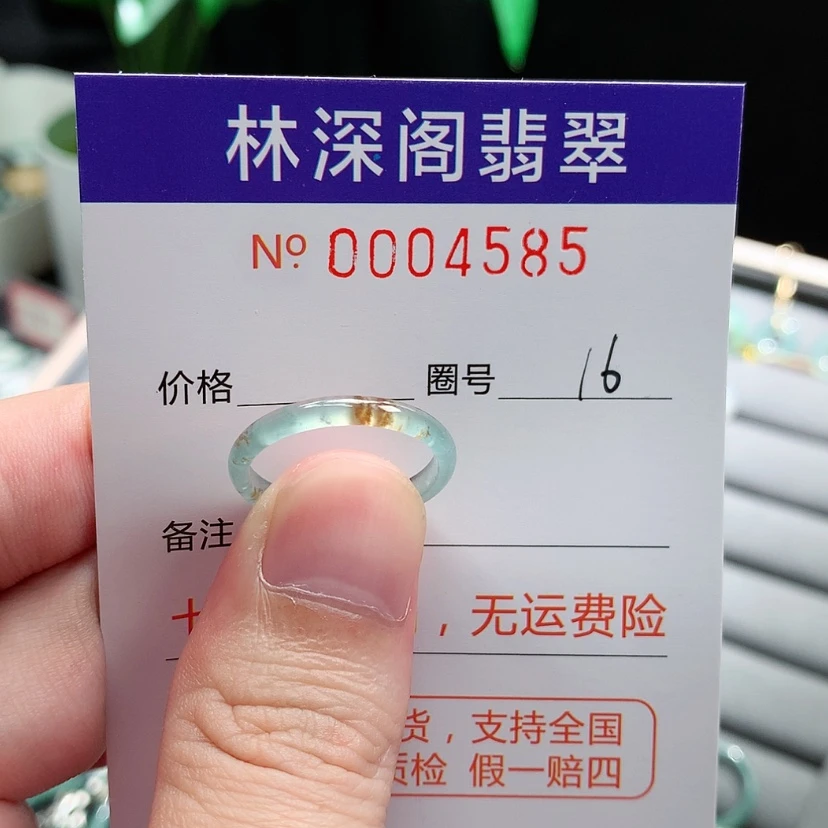 林深阁翡翠
Nº 0004585
价格 圈号 16
备注
，无运费险
货，支持全国
质检 假一赔四